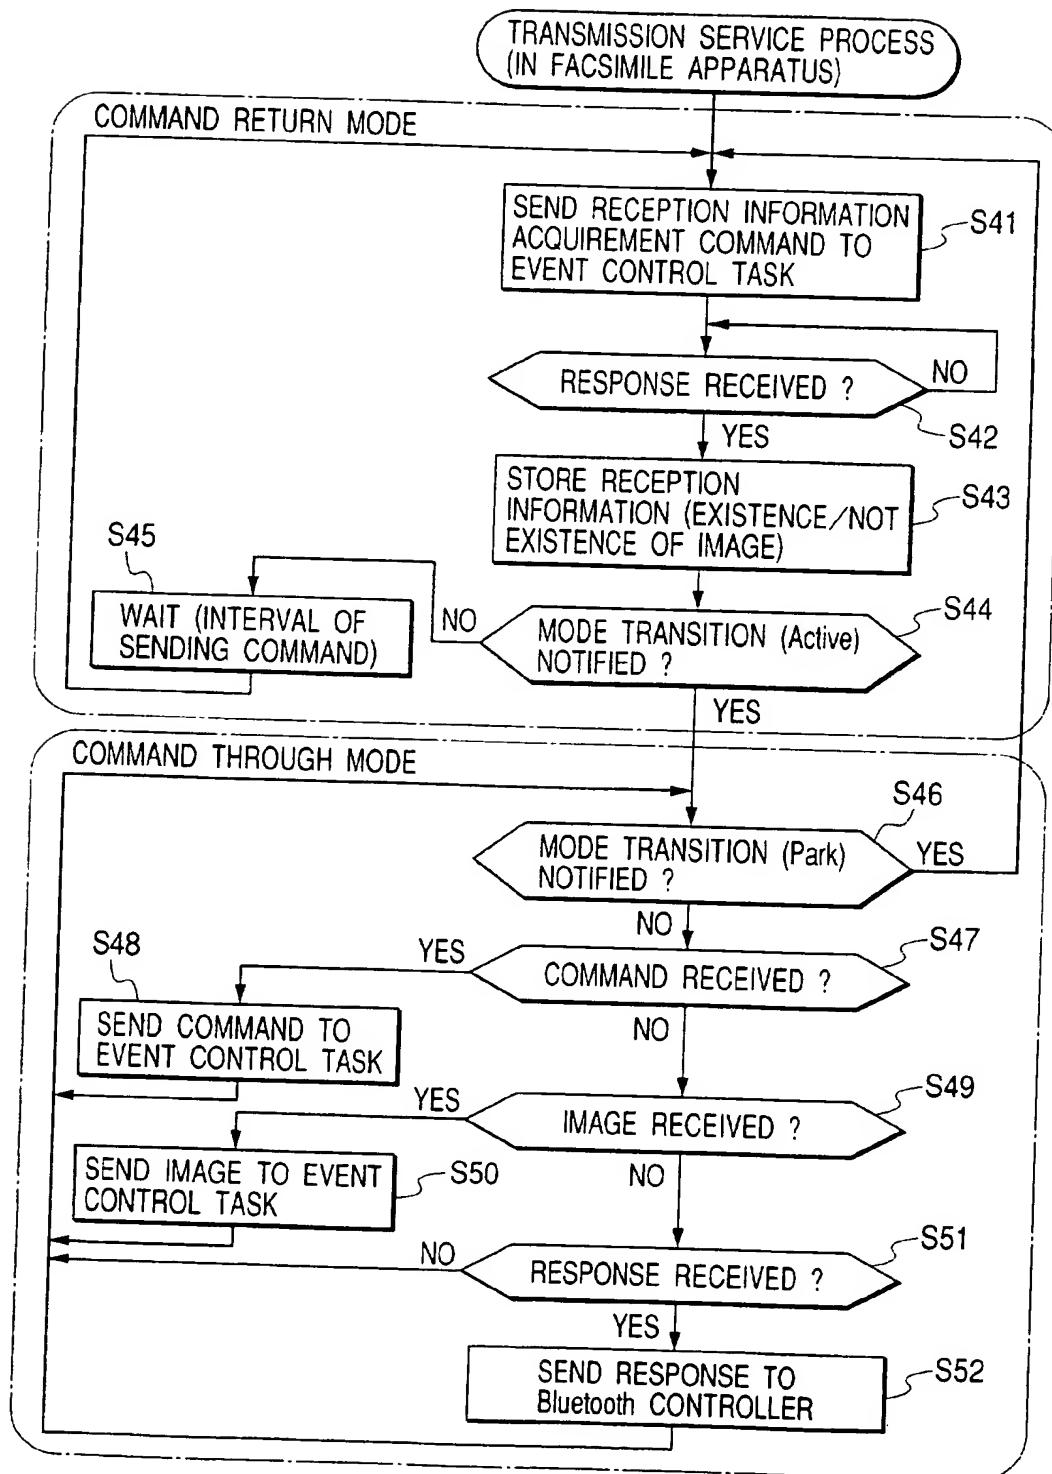 TRANSMISSION SERVICE PROCESS
(IN FACSIMILE APPARATUS)
COMMAND RETURN MODE
SEND RECEPTION INFORMATION
ACQUIREMENT COMMAND TO
EVENT CONTROL TASK
S41
RESPONSE RECEIVED ?
NO
S42
YES
STORE RECEPTION
INFORMATION (EXISTENCE/NOT
EXISTENCE OF IMAGE)
S43
S45
WAIT (INTERVAL OF
SENDING COMMAND)
NO
MODE TRANSITION (Active)
NOTIFIED ?
S44
YES
COMMAND THROUGH MODE
S46
MODE TRANSITION (Park)
NOTIFIED ?
YES
NO
S47
S48
YES
COMMAND RECEIVED ?
SEND COMMAND TO
EVENT CONTROL TASK
NO
S49
YES
IMAGE RECEIVED ?
SEND IMAGE TO EVENT
CONTROL TASK
S50
NO
S51
NO
RESPONSE RECEIVED ?
YES
SEND RESPONSE TO
Bluetooth CONTROLLER
S52